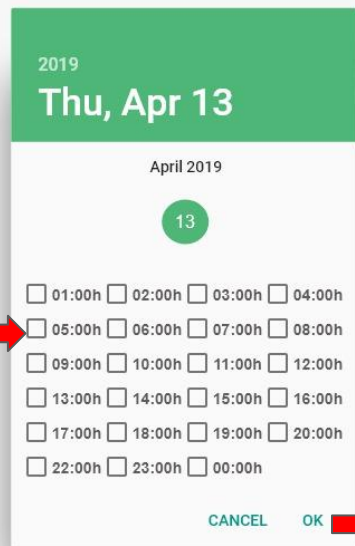 2019
Thu, Apr 13
April 2019
13
01:00h 02:00h 03:00h 04:00h
05:00h 06:00h 07:00h 08:00h
09:00h 10:00h 11:00h 12:00h
13:00h 14:00h 15:00h 16:00h
17:00h 18:00h 19:00h 20:00h
22:00h 23:00h 00:00h
CANCEL OK